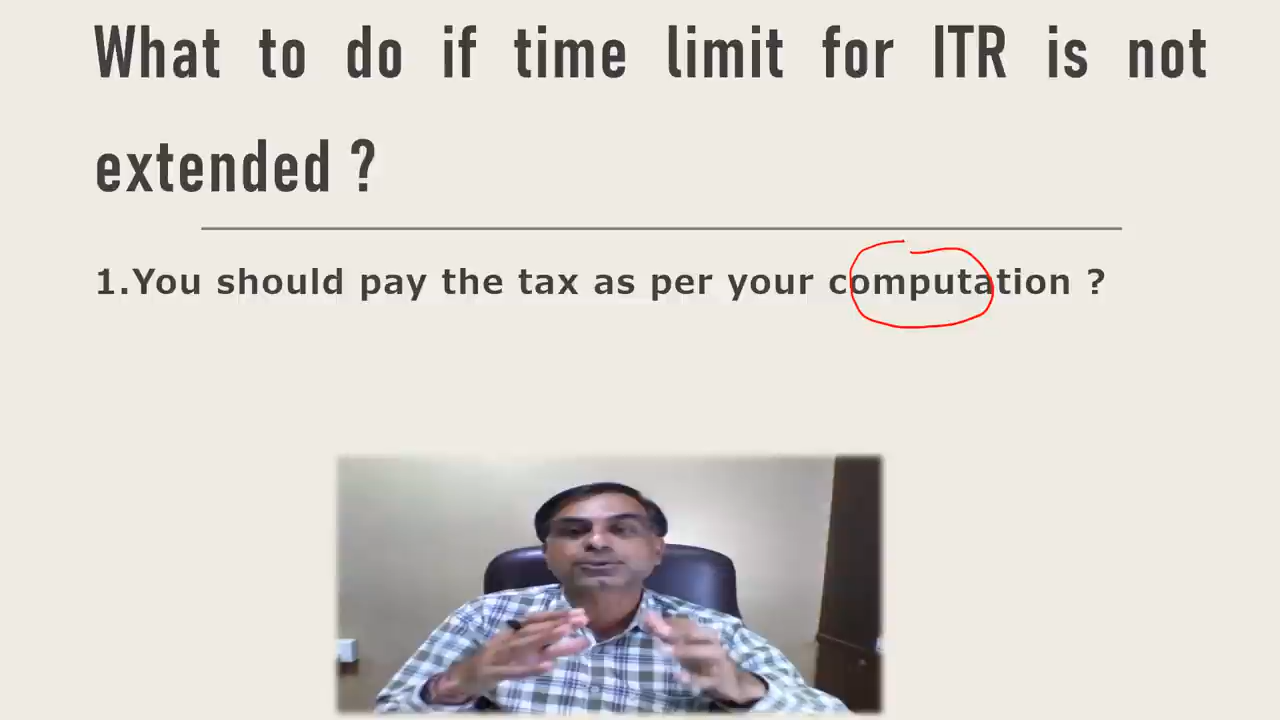 What to do if time limit for ITR is not
extended ?
1.You should pay the tax as per your computation ?